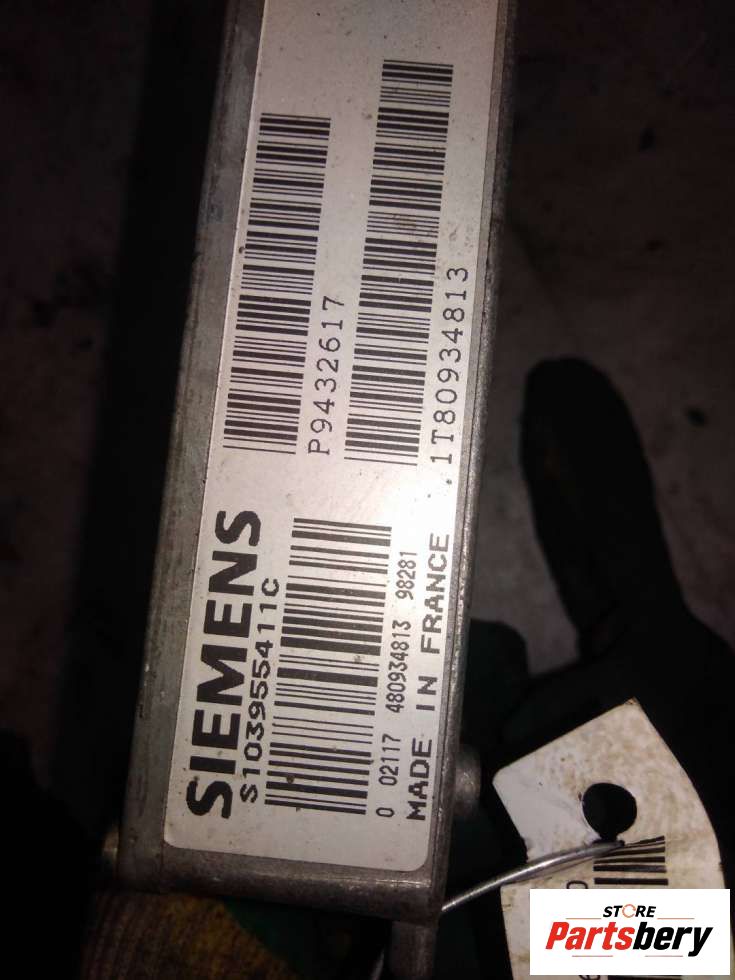 P9432617
.1T80934813
SIEMENS
S103955411C
0 02117 480934813 98281
MADE IN FRANCE
STORE
Partsbery